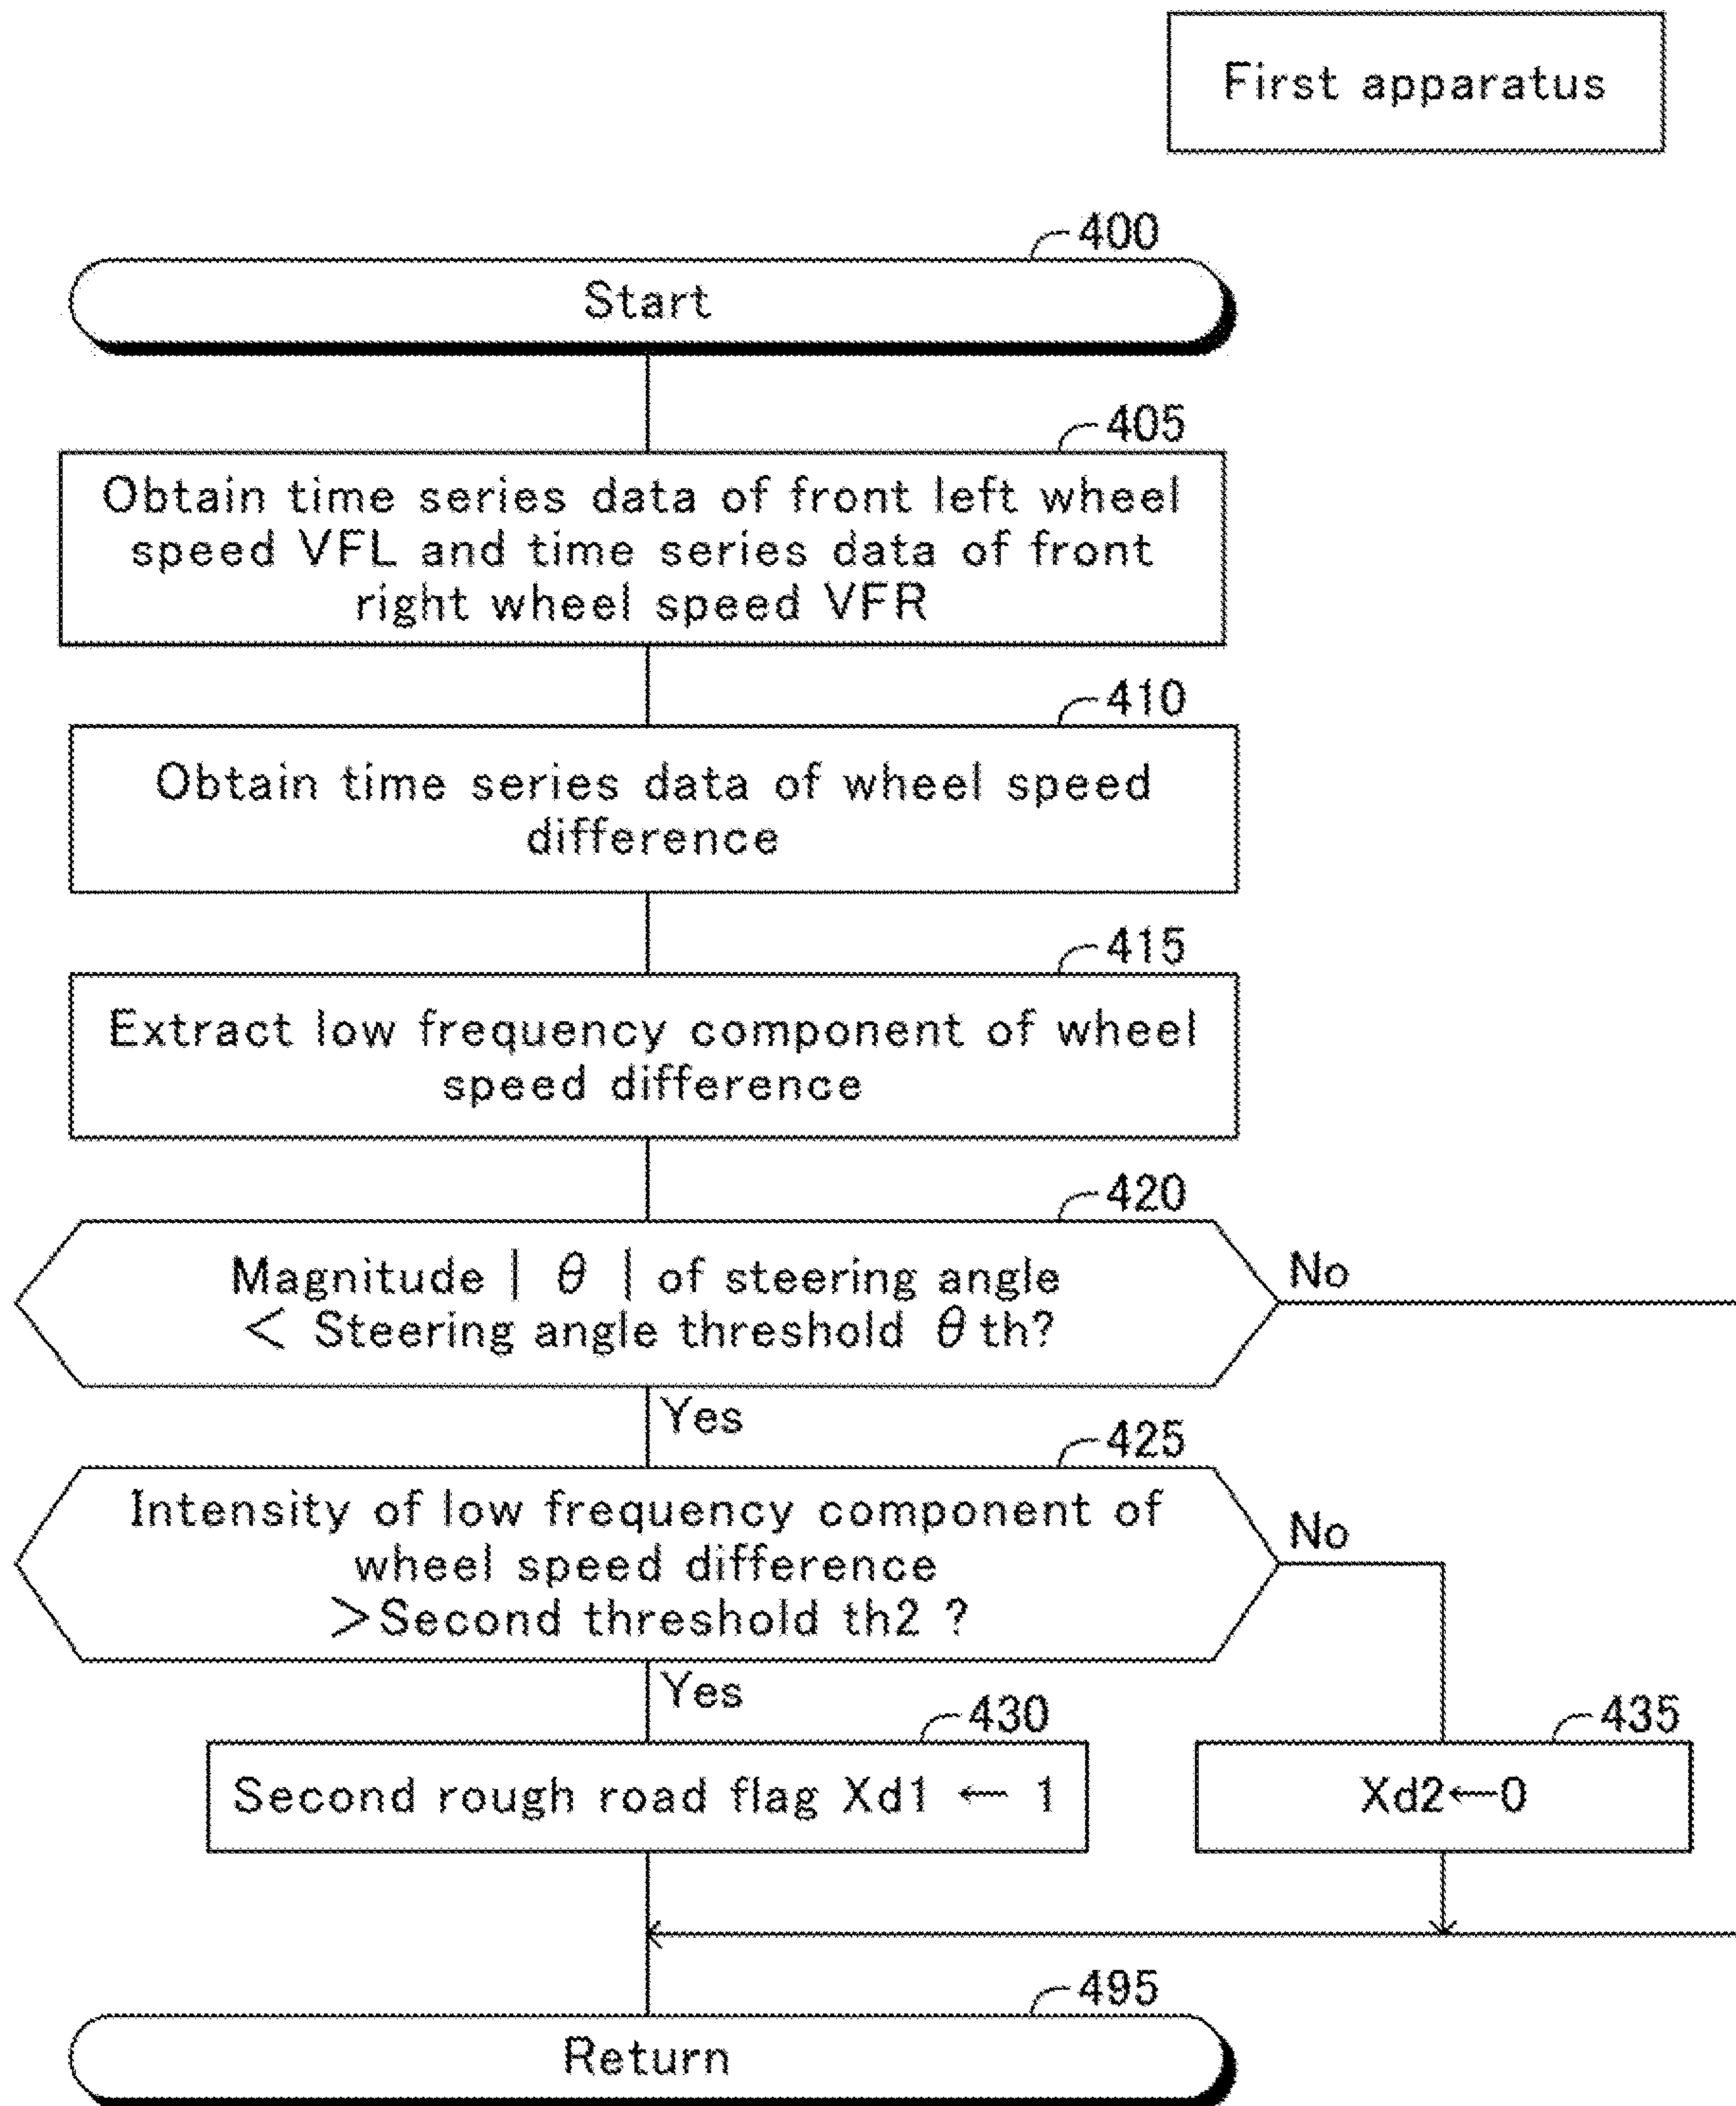 First apparatus
400
Start
405
Obtain time series data of front left wheel
speed VFL and time series data of front
right wheel speed VFR
410
Obtain time series data of wheel speed
difference
415
Extract low frequency component of wheel
speed difference
420
Magnitude | θ | of steering angle
< Steering angle threshold θ th?
No
Yes
425
Intensity of low frequency component of
wheel speed difference
>Second threshold th2 ?
No
Yes
430
Second rough road flag Xd1 ← 1
435
Xd2←0
495
Return